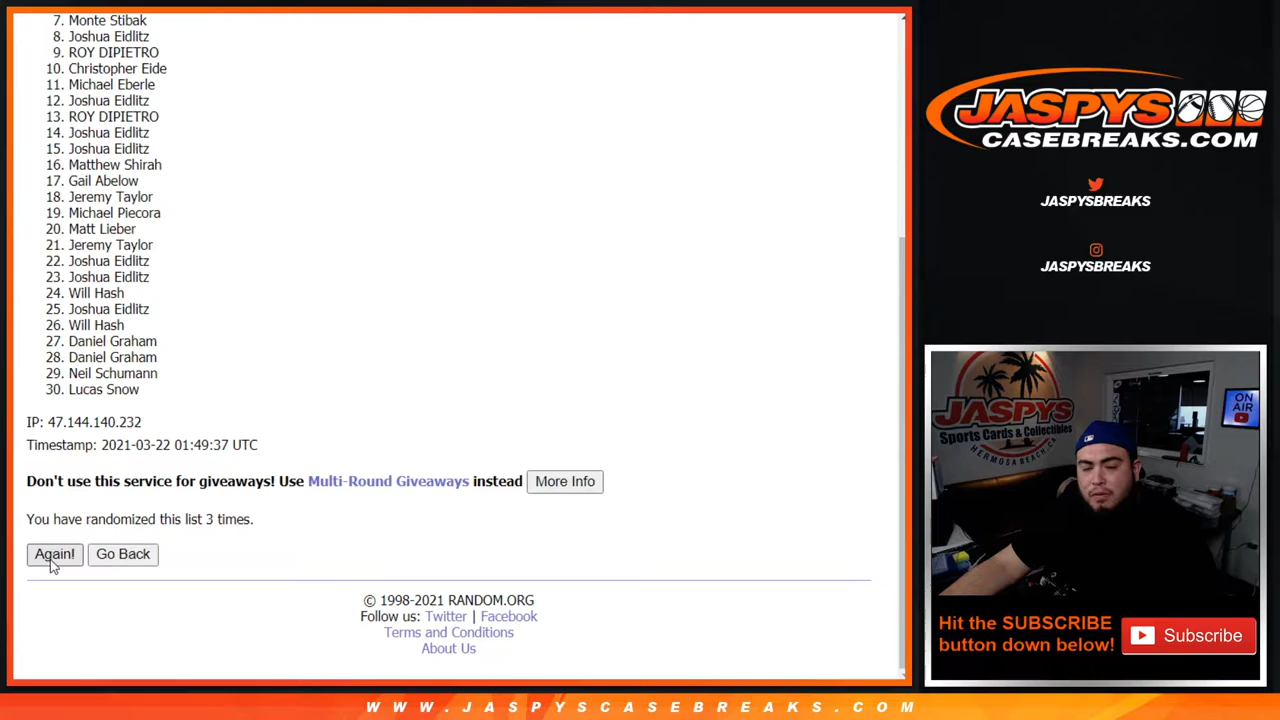 7. Monte Stibak
8. Joshua Eidlitz
9. ROY DIPIETRO
10. Christopher Eide
11. Michael Eberle
12. Joshua Eidlitz
13. ROY DIPIETRO
14. Joshua Eidlitz
15. Joshua Eidlitz
16. Matthew Shirah
17. Gail Abelow
18. Jeremy Taylor
19. Michael Piecora
20. Matt Lieber
21. Jeremy Taylor
22. Joshua Eidlitz
23. Joshua Eidlitz
24. Will Hash
25. Joshua Eidlitz
26. Will Hash
27. Daniel Graham
28. Daniel Graham
29. Neil Schumann
30. Lucas Snow
IP: 47.144.140.232
Timestamp: 2021-03-22 01:49:37 UTC
Don't use this service for giveaways! Use Multi-Round Giveaways instead More Info
You have randomized this list 3 times.
Again! Go Back
© 1998-2021 RANDOM.ORG
Follow us: Twitter | Facebook
Terms and Conditions
About Us
JASPYS
CASEBREAKS.COM
JASPYSBREAKS
JASPYSBREAKS
JASPYS
Sports Cards & Collectibles
HERMOSA BEACH, CA
ON
AIR
Hit the SUBSCRIBE
button down below!
Subscribe
WWW.JASPYSCASEBREAKS.COM